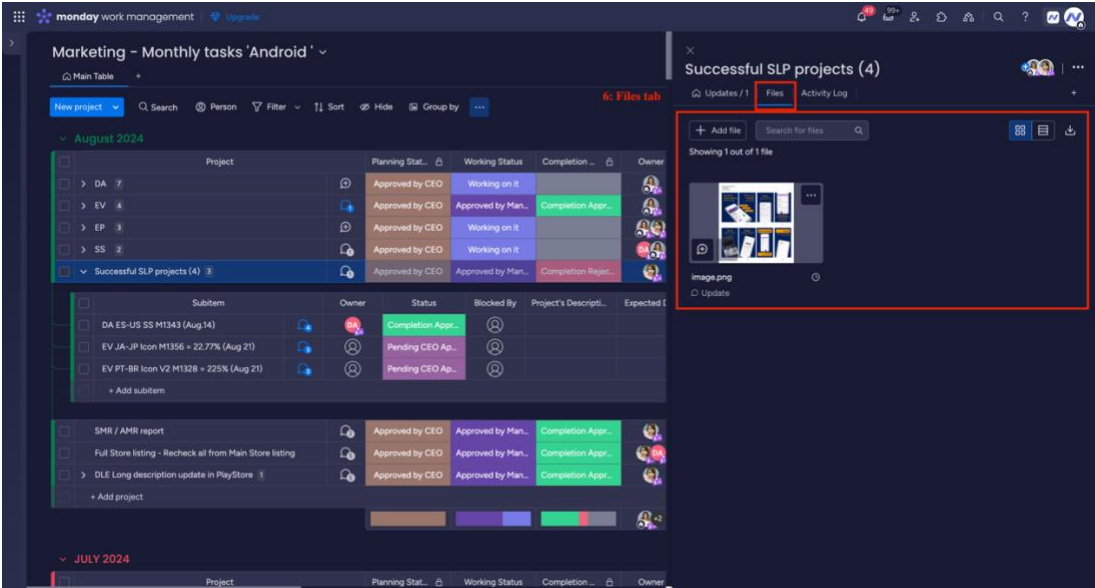 monday work management Upgrade
49
99+
Marketing - Monthly tasks 'Android '
Main Table +
New project Search Person Filter Sort Hide Group by ...
6: Files tab
August 2024
Project Planning Stat... Working Status Completion ... Owner
DA 7 Approved by CEO Working on it
EV 4 Approved by CEO Approved by Man... Completion Appr...
EP 3 Approved by CEO Working on it
SS 2 Approved by CEO Working on it DA
Successful SLP projects (4) 3 Approved by CEO Approved by Man... Completion Rejec...
Subitem Owner Status Blocked By Project's Descripti... Expected D
DA ES-US SS M1343 (Aug.14) DA Completion Appr...
EV JA-JP Icon M1356 = 22.77% (Aug 21) Pending CEO Ap...
EV PT-BR Icon V2 M1328 = 225% (Aug 21) Pending CEO Ap...
+ Add subitem
SMR / AMR report Approved by CEO Approved by Man... Completion Appr...
Full Store listing - Recheck all from Main Store listing Approved by CEO Approved by Man... Completion Appr... DA
DLE Long description update in PlayStore 1 Approved by CEO Approved by Man... Completion Appr...
+ Add project
+2
JULY 2024
Project Planning Stat... Working Status Completion ... Owner
Successful SLP projects (4)
Updates / 1 Files Activity Log +
+ Add file Search for files
Showing 1 out of 1 file
image.png
Update